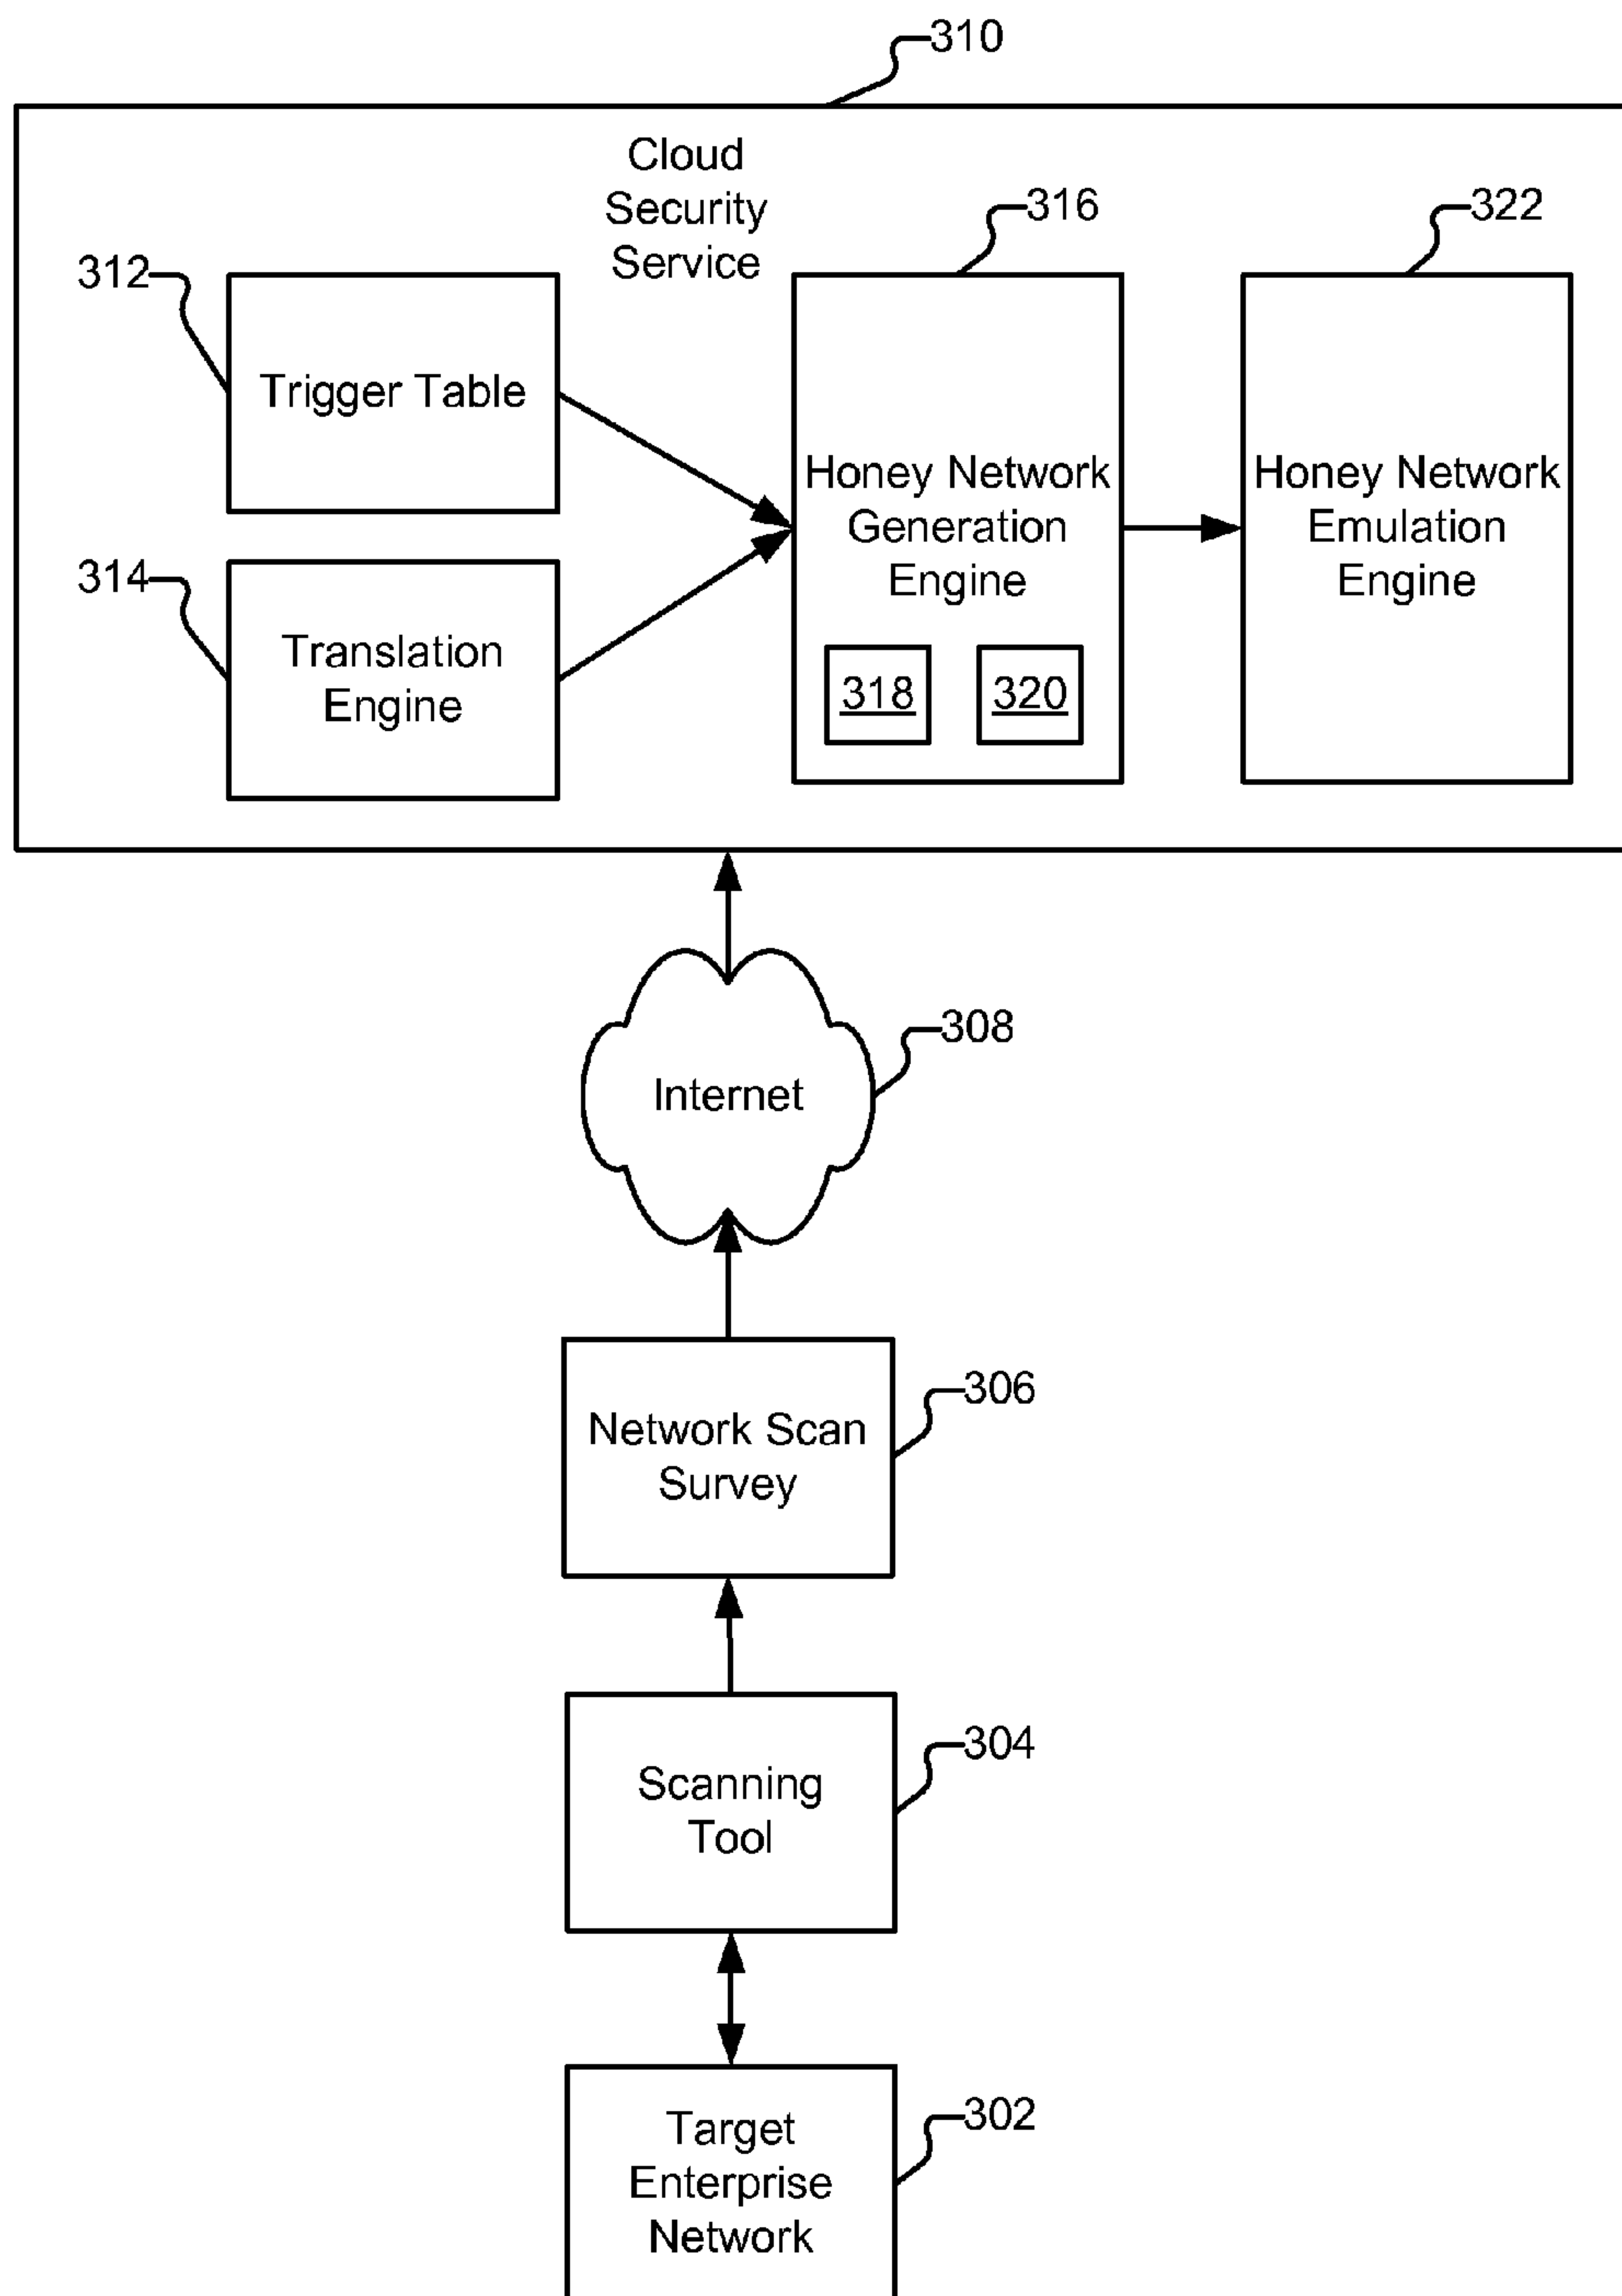 310
Cloud
Security
Service
316
322
312
Trigger Table
Honey Network
Generation
Engine
Honey Network
Emulation
Engine
314
Translation
Engine
318
320
308
Internet
306
Network Scan
Survey
304
Scanning
Tool
302
Target
Enterprise
Network